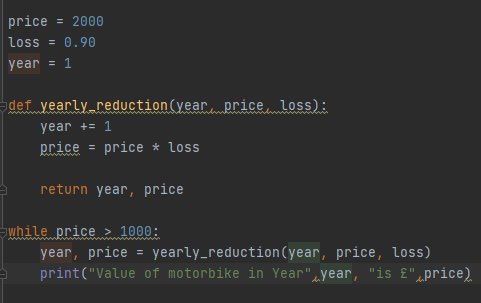 price = 2000
loss = 0.90
year = 1
def yearly_reduction(year, price, loss):
    year += 1
    price = price * loss
    return year, price
while price > 1000:
    year, price = yearly_reduction(year, price, loss)
    print("Value of motorbike in Year",year, "is £",price)